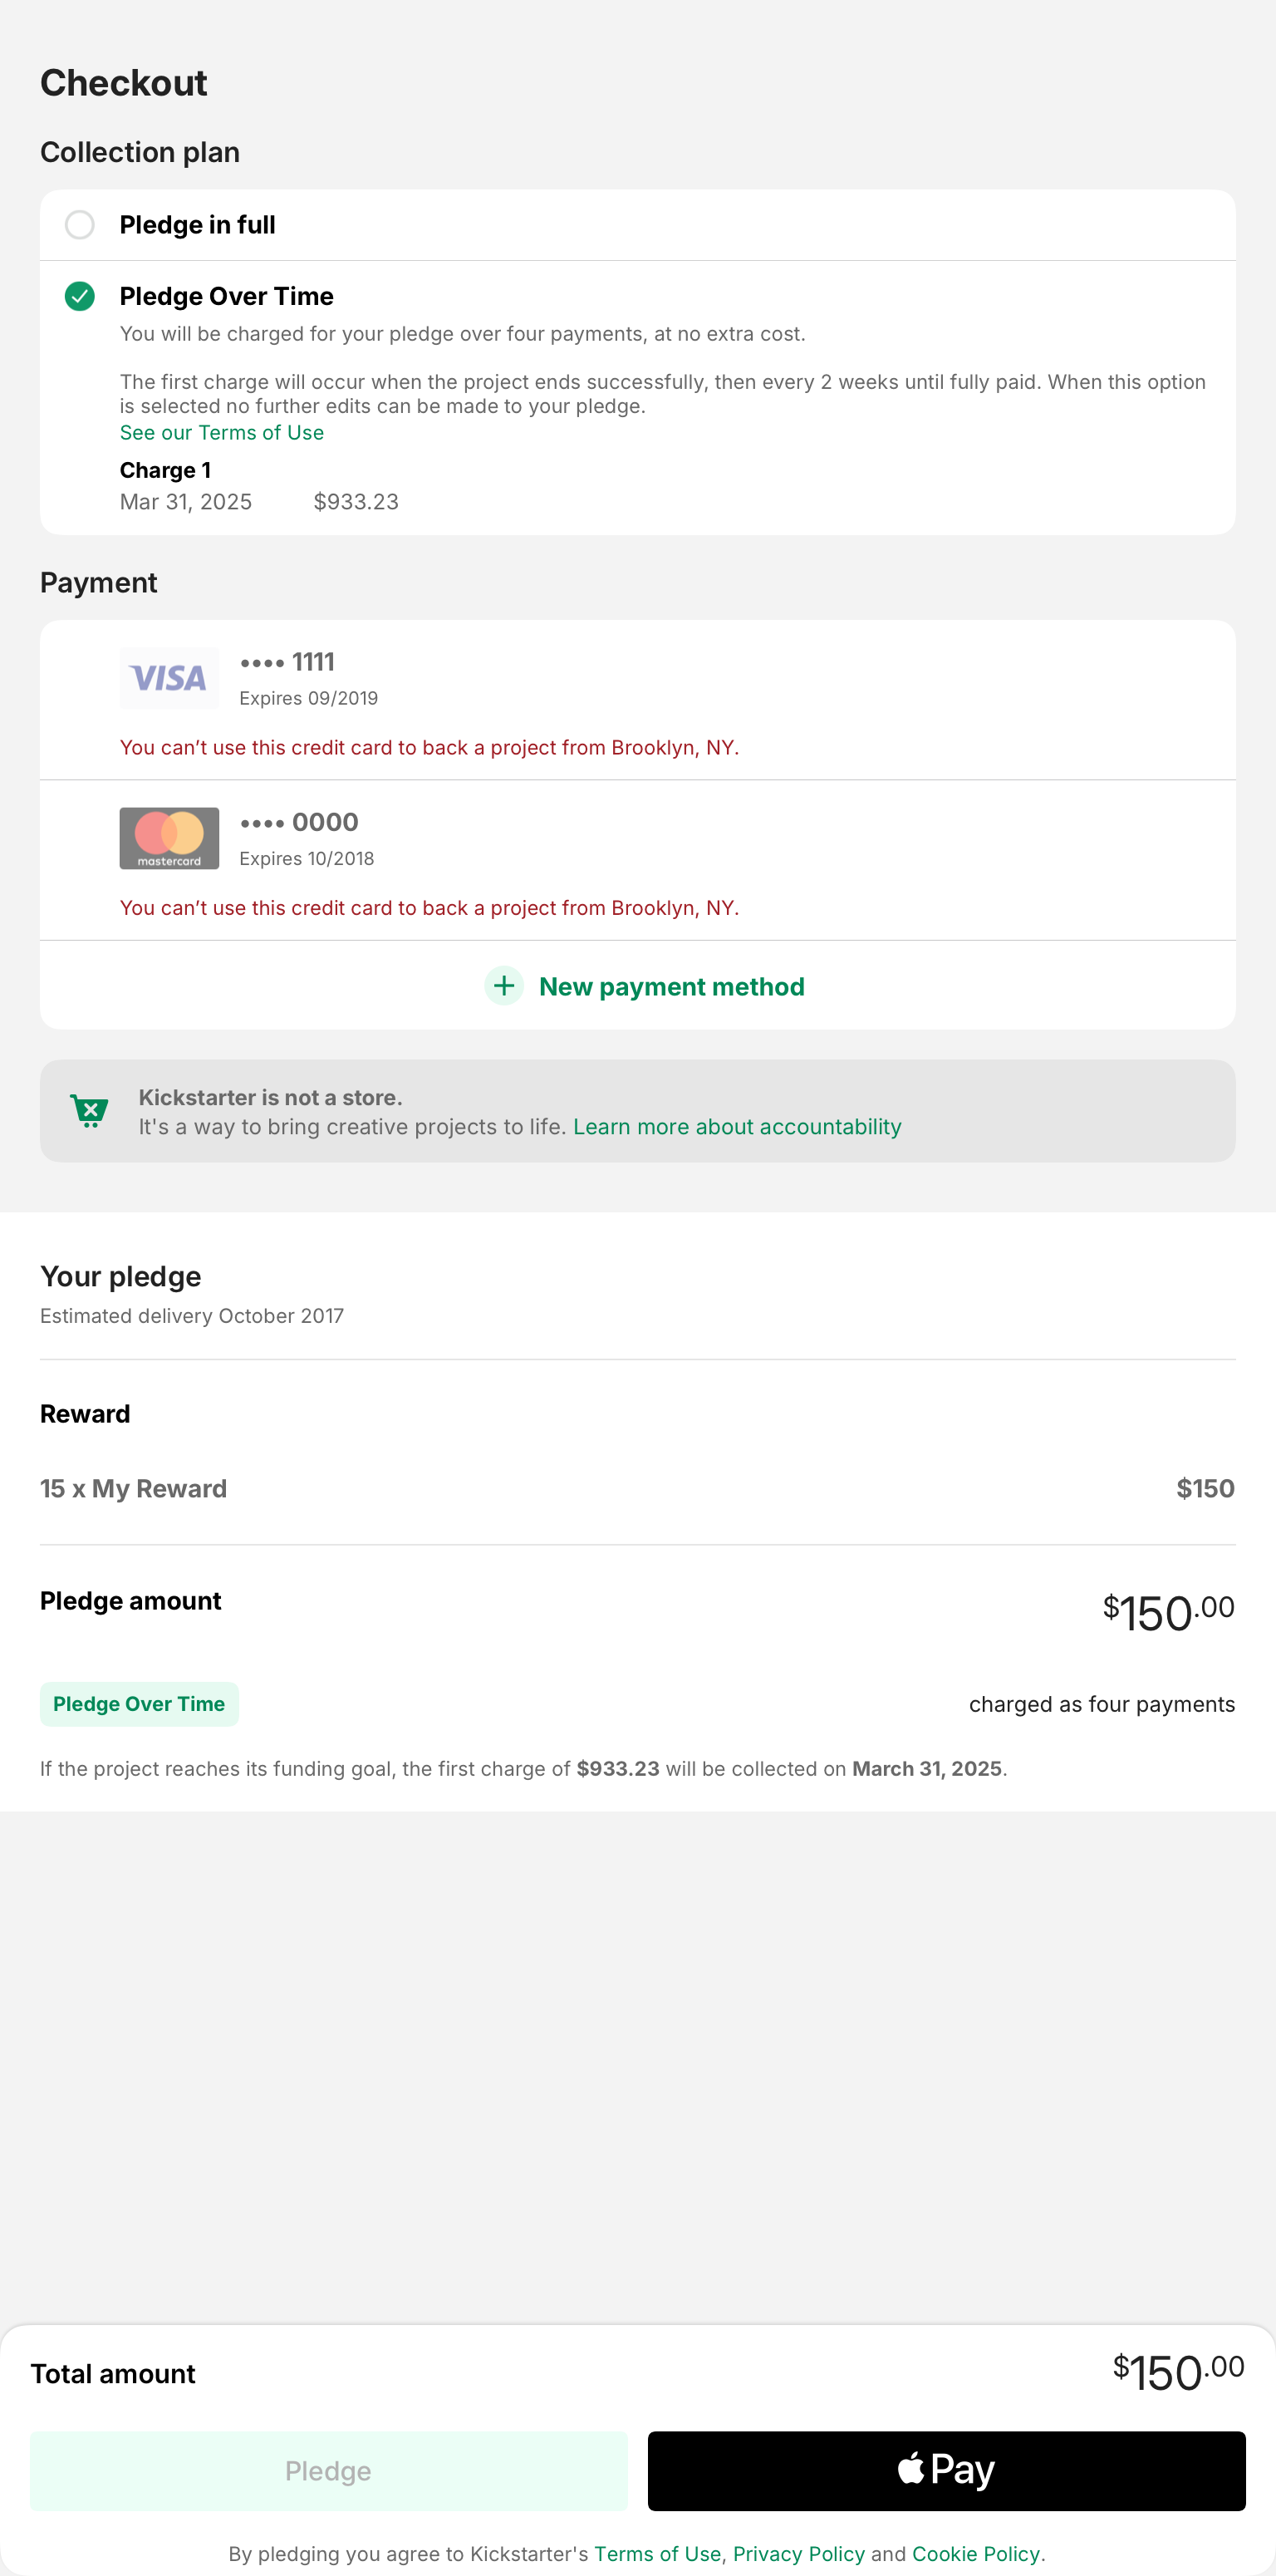 Checkout
Collection plan
Pledge in full
Pledge Over Time
You will be charged for your pledge over four payments, at no extra cost.
The first charge will occur when the project ends successfully, then every 2 weeks until fully paid. When this option
is selected no further edits can be made to your pledge.
See our Terms of Use
Charge 1
Mar 31, 2025 $933.23
Payment
VISA •••• 1111
Expires 09/2019
You can’t use this credit card to back a project from Brooklyn, NY.
mastercard •••• 0000
Expires 10/2018
You can’t use this credit card to back a project from Brooklyn, NY.
New payment method
Kickstarter is not a store.
It's a way to bring creative projects to life. Learn more about accountability
Your pledge
Estimated delivery October 2017
Reward
15 x My Reward $150
Pledge amount $150.00
Pledge Over Time charged as four payments
If the project reaches its funding goal, the first charge of $933.23 will be collected on March 31, 2025.
Total amount $150.00
Pledge Pay
By pledging you agree to Kickstarter's Terms of Use, Privacy Policy and Cookie Policy.